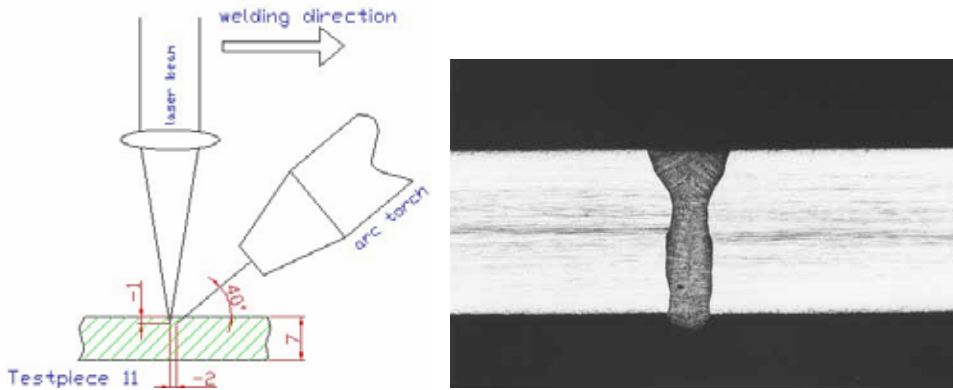 welding direction
laser beam
arc torch
40°
-1
7
Testpiece 11
-2